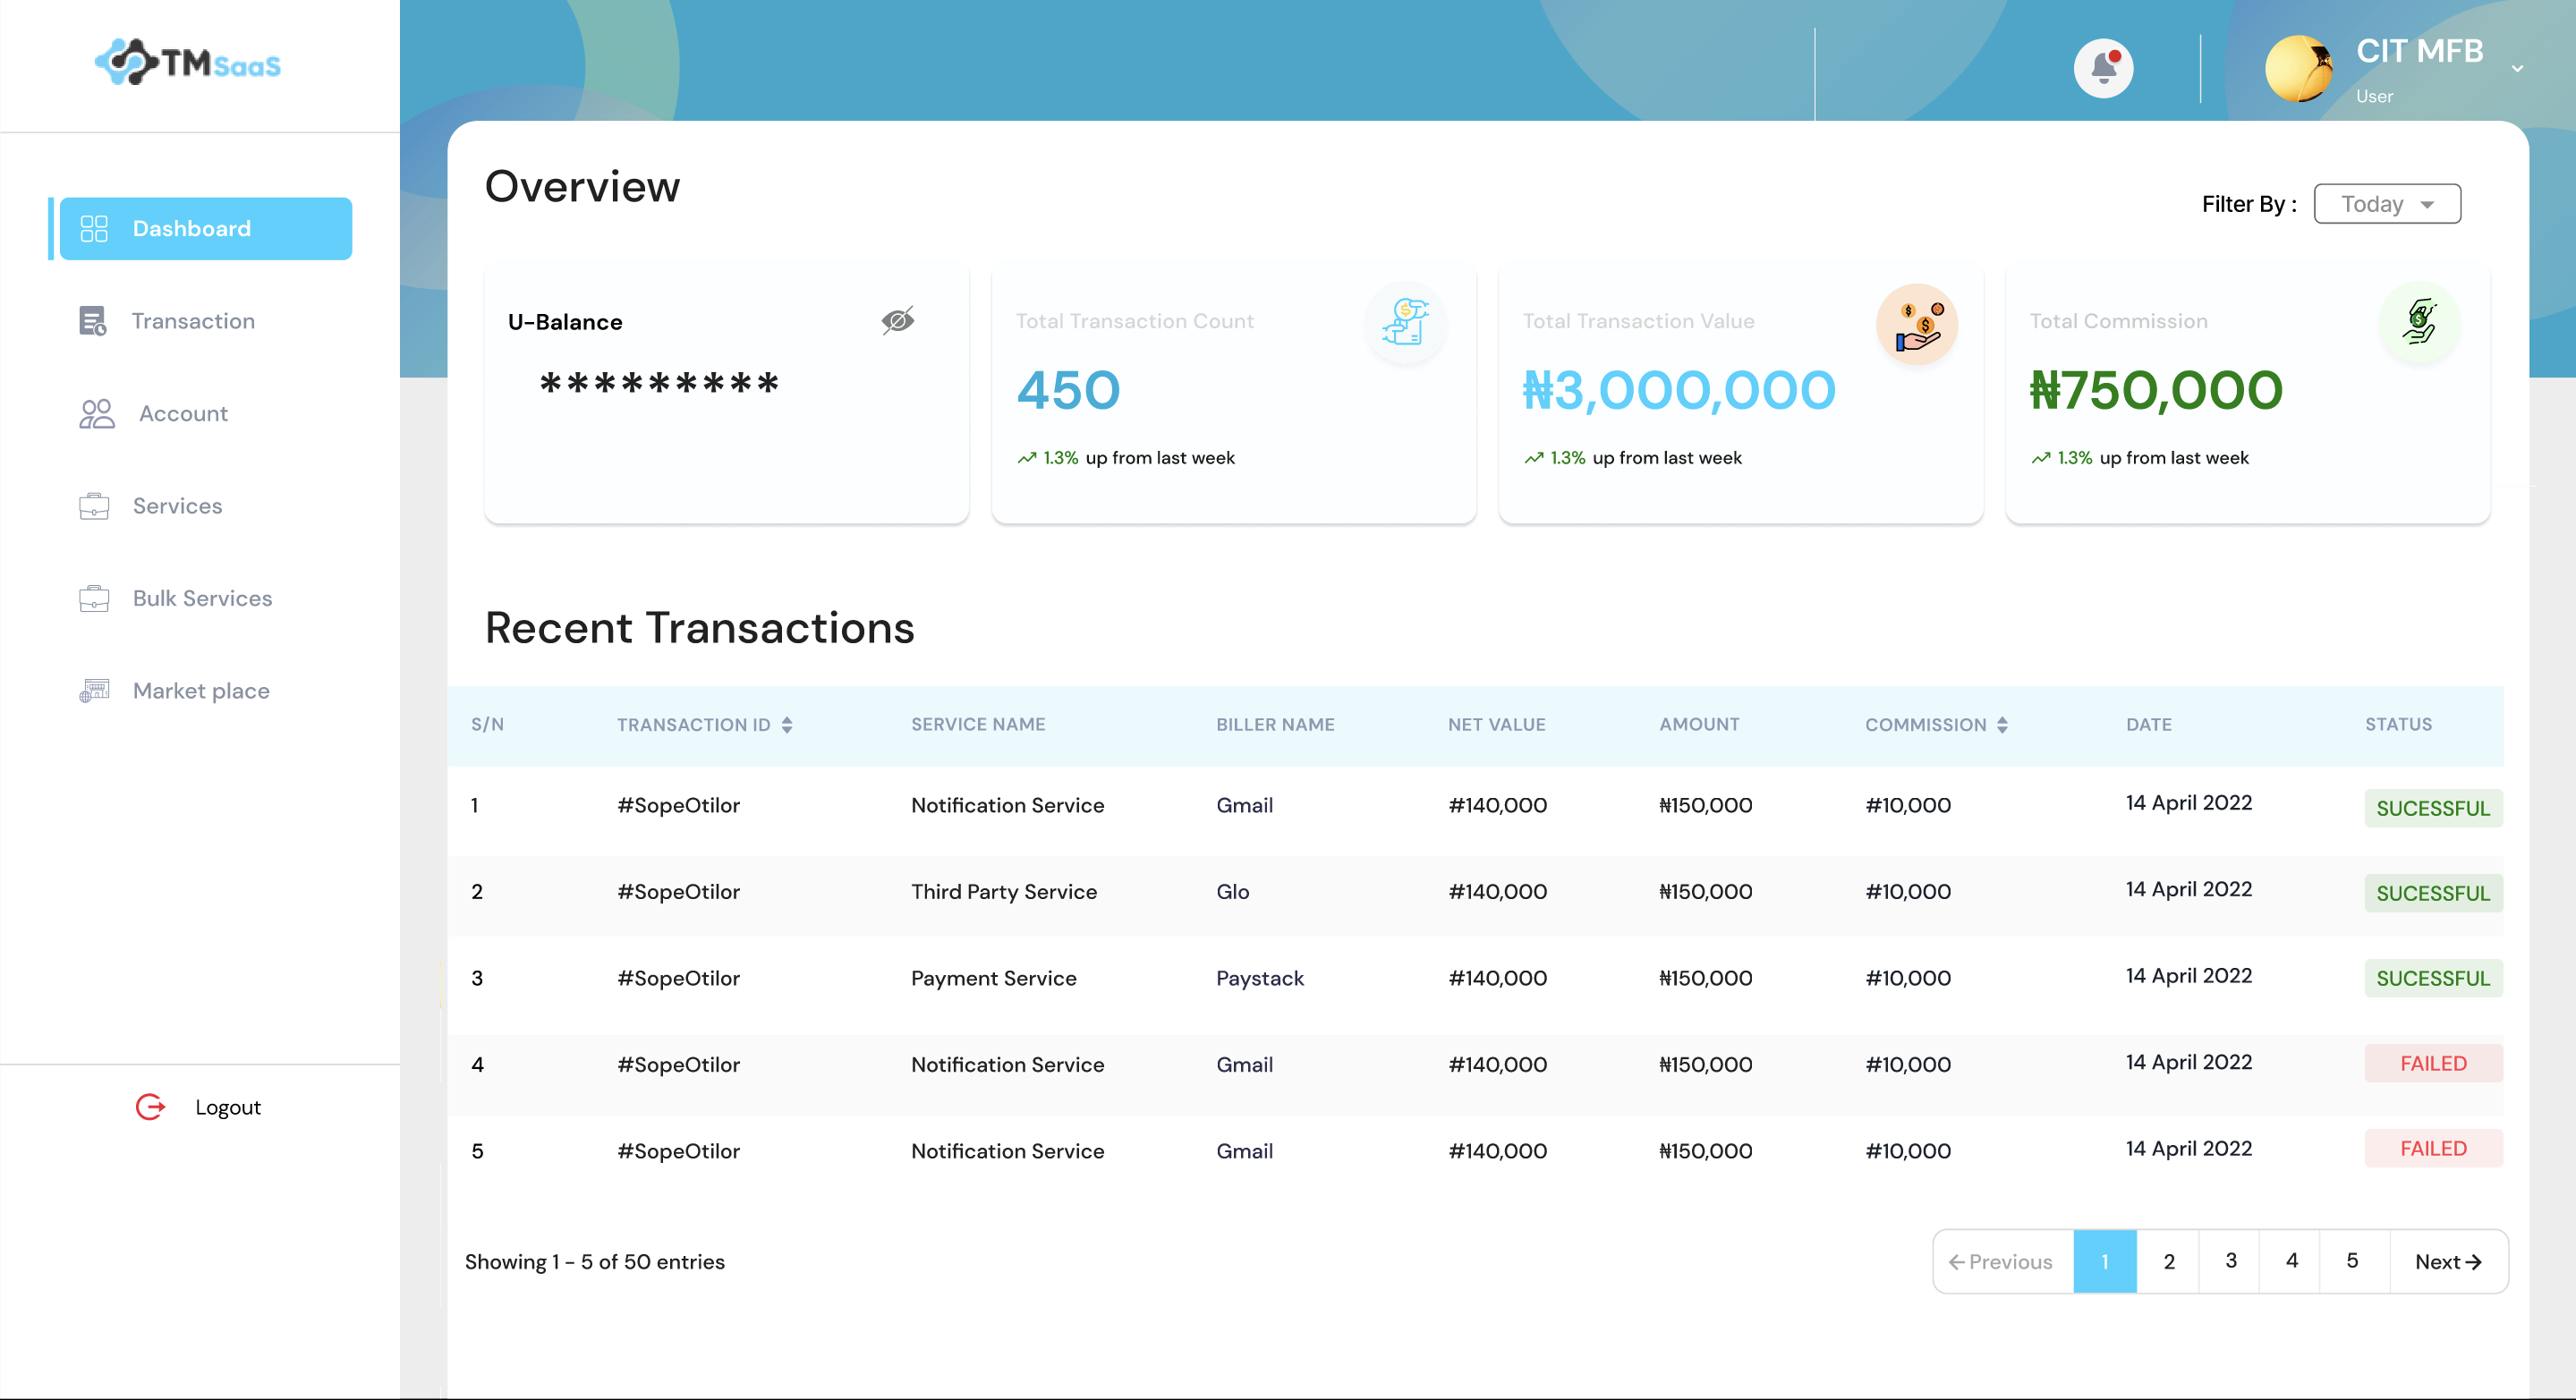 TMSaaS
CIT MFB
User
Dashboard
Transaction
Account
Services
Bulk Services
Market place
Logout
Overview
Filter By : Today
U-Balance
*********
Total Transaction Count
450
1.3% up from last week
Total Transaction Value
₦3,000,000
1.3% up from last week
Total Commission
₦750,000
1.3% up from last week
Recent Transactions
S/N TRANSACTION ID SERVICE NAME BILLER NAME NET VALUE AMOUNT COMMISSION DATE STATUS
1 #SopeOtilor Notification Service Gmail #140,000 ₦150,000 #10,000 14 April 2022 SUCESSFUL
2 #SopeOtilor Third Party Service Glo #140,000 ₦150,000 #10,000 14 April 2022 SUCESSFUL
3 #SopeOtilor Payment Service Paystack #140,000 ₦150,000 #10,000 14 April 2022 SUCESSFUL
4 #SopeOtilor Notification Service Gmail #140,000 ₦150,000 #10,000 14 April 2022 FAILED
5 #SopeOtilor Notification Service Gmail #140,000 ₦150,000 #10,000 14 April 2022 FAILED
Showing 1 - 5 of 50 entries
← Previous 1 2 3 4 5 Next →